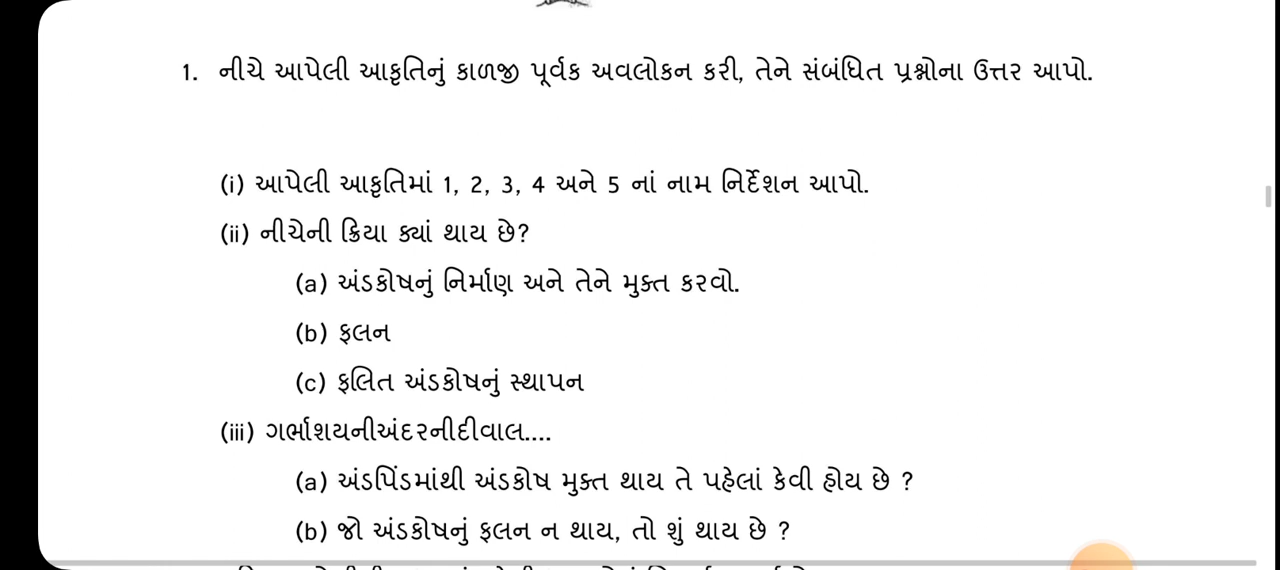 1. નીચે આપેલી આકૃતિનું કાળજી પૂર્વક અવલોકન કરી, તેને સંબંધિત પ્રશ્નોના ઉત્તર આપો.
(i) આપેલી આકૃતિમાં 1, 2, 3, 4 અને 5 નાં નામ નિર્દેશન આપો.
(ii) નીચેની ક્રિયા ક્યાં થાય છે?
(a) અંડકોષનું નિર્માણ અને તેને મુક્ત કરવો.
(b) ફલન
(c) ફલિત અંડકોષનું સ્થાપન
(iii) ગર્ભાશયનીઅંદરનીદીવાલ....
(a) અંડપિંડમાંથી અંડકોષ મુક્ત થાય તે પહેલાં કેવી હોય છે ?
(b) જો અંડકોષનું ફલન ન થાય, તો શું થાય છે ?